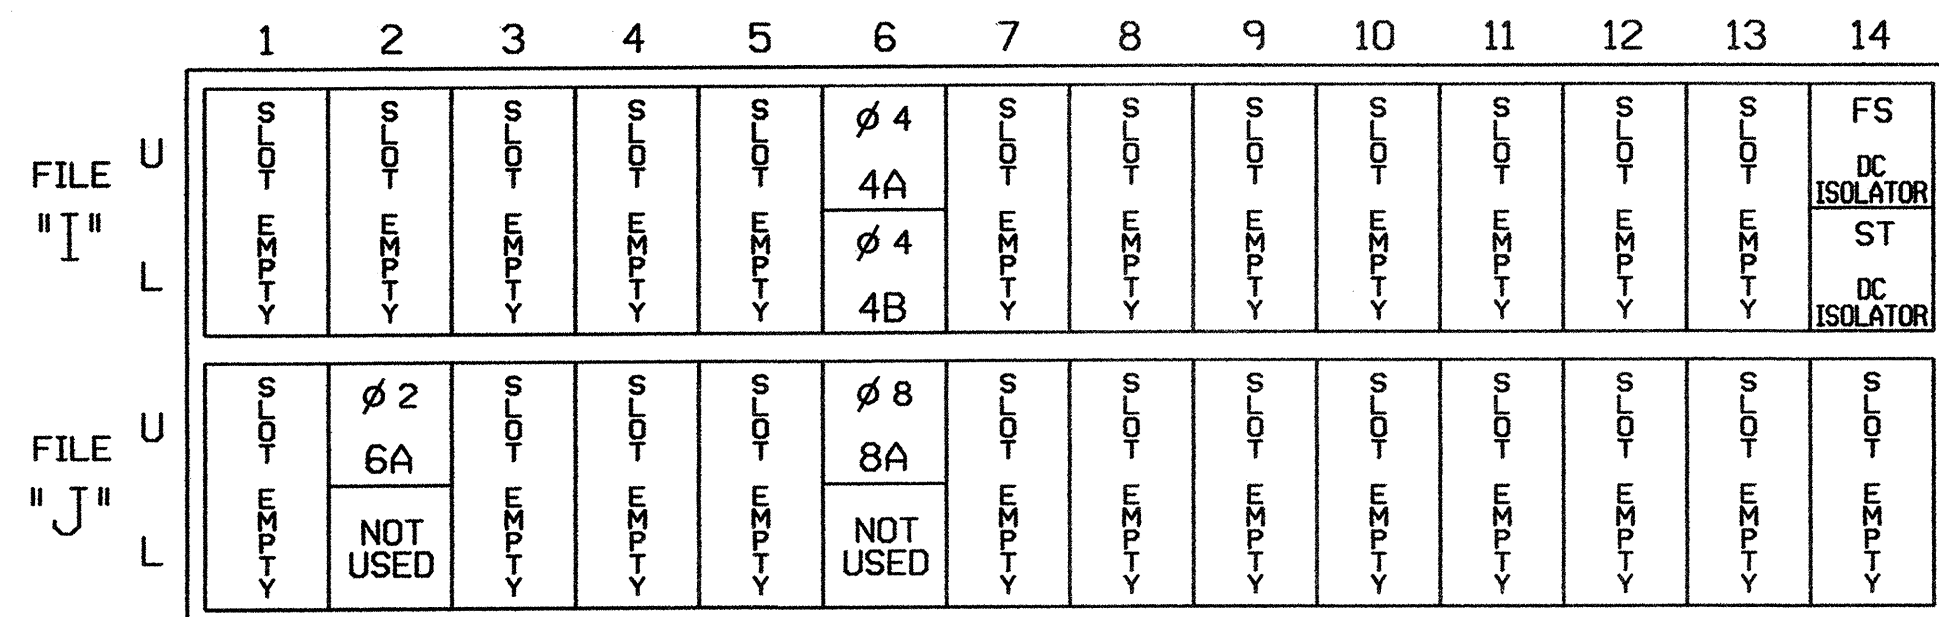 1 2 3 4 5 6 7 8 9 10 11 12 13 14
FILE "I"
U
L
SLOT EMPTY
SLOT EMPTY
SLOT EMPTY
SLOT EMPTY
SLOT EMPTY
Ø 4
4A
Ø 4
4B
SLOT EMPTY
SLOT EMPTY
SLOT EMPTY
SLOT EMPTY
SLOT EMPTY
SLOT EMPTY
SLOT EMPTY
FS
DC
ISOLATOR
ST
DC
ISOLATOR
FILE "J"
U
L
SLOT EMPTY
Ø 2
6A
NOT
USED
SLOT EMPTY
SLOT EMPTY
SLOT EMPTY
Ø 8
8A
NOT
USED
SLOT EMPTY
SLOT EMPTY
SLOT EMPTY
SLOT EMPTY
SLOT EMPTY
SLOT EMPTY
SLOT EMPTY
SLOT EMPTY